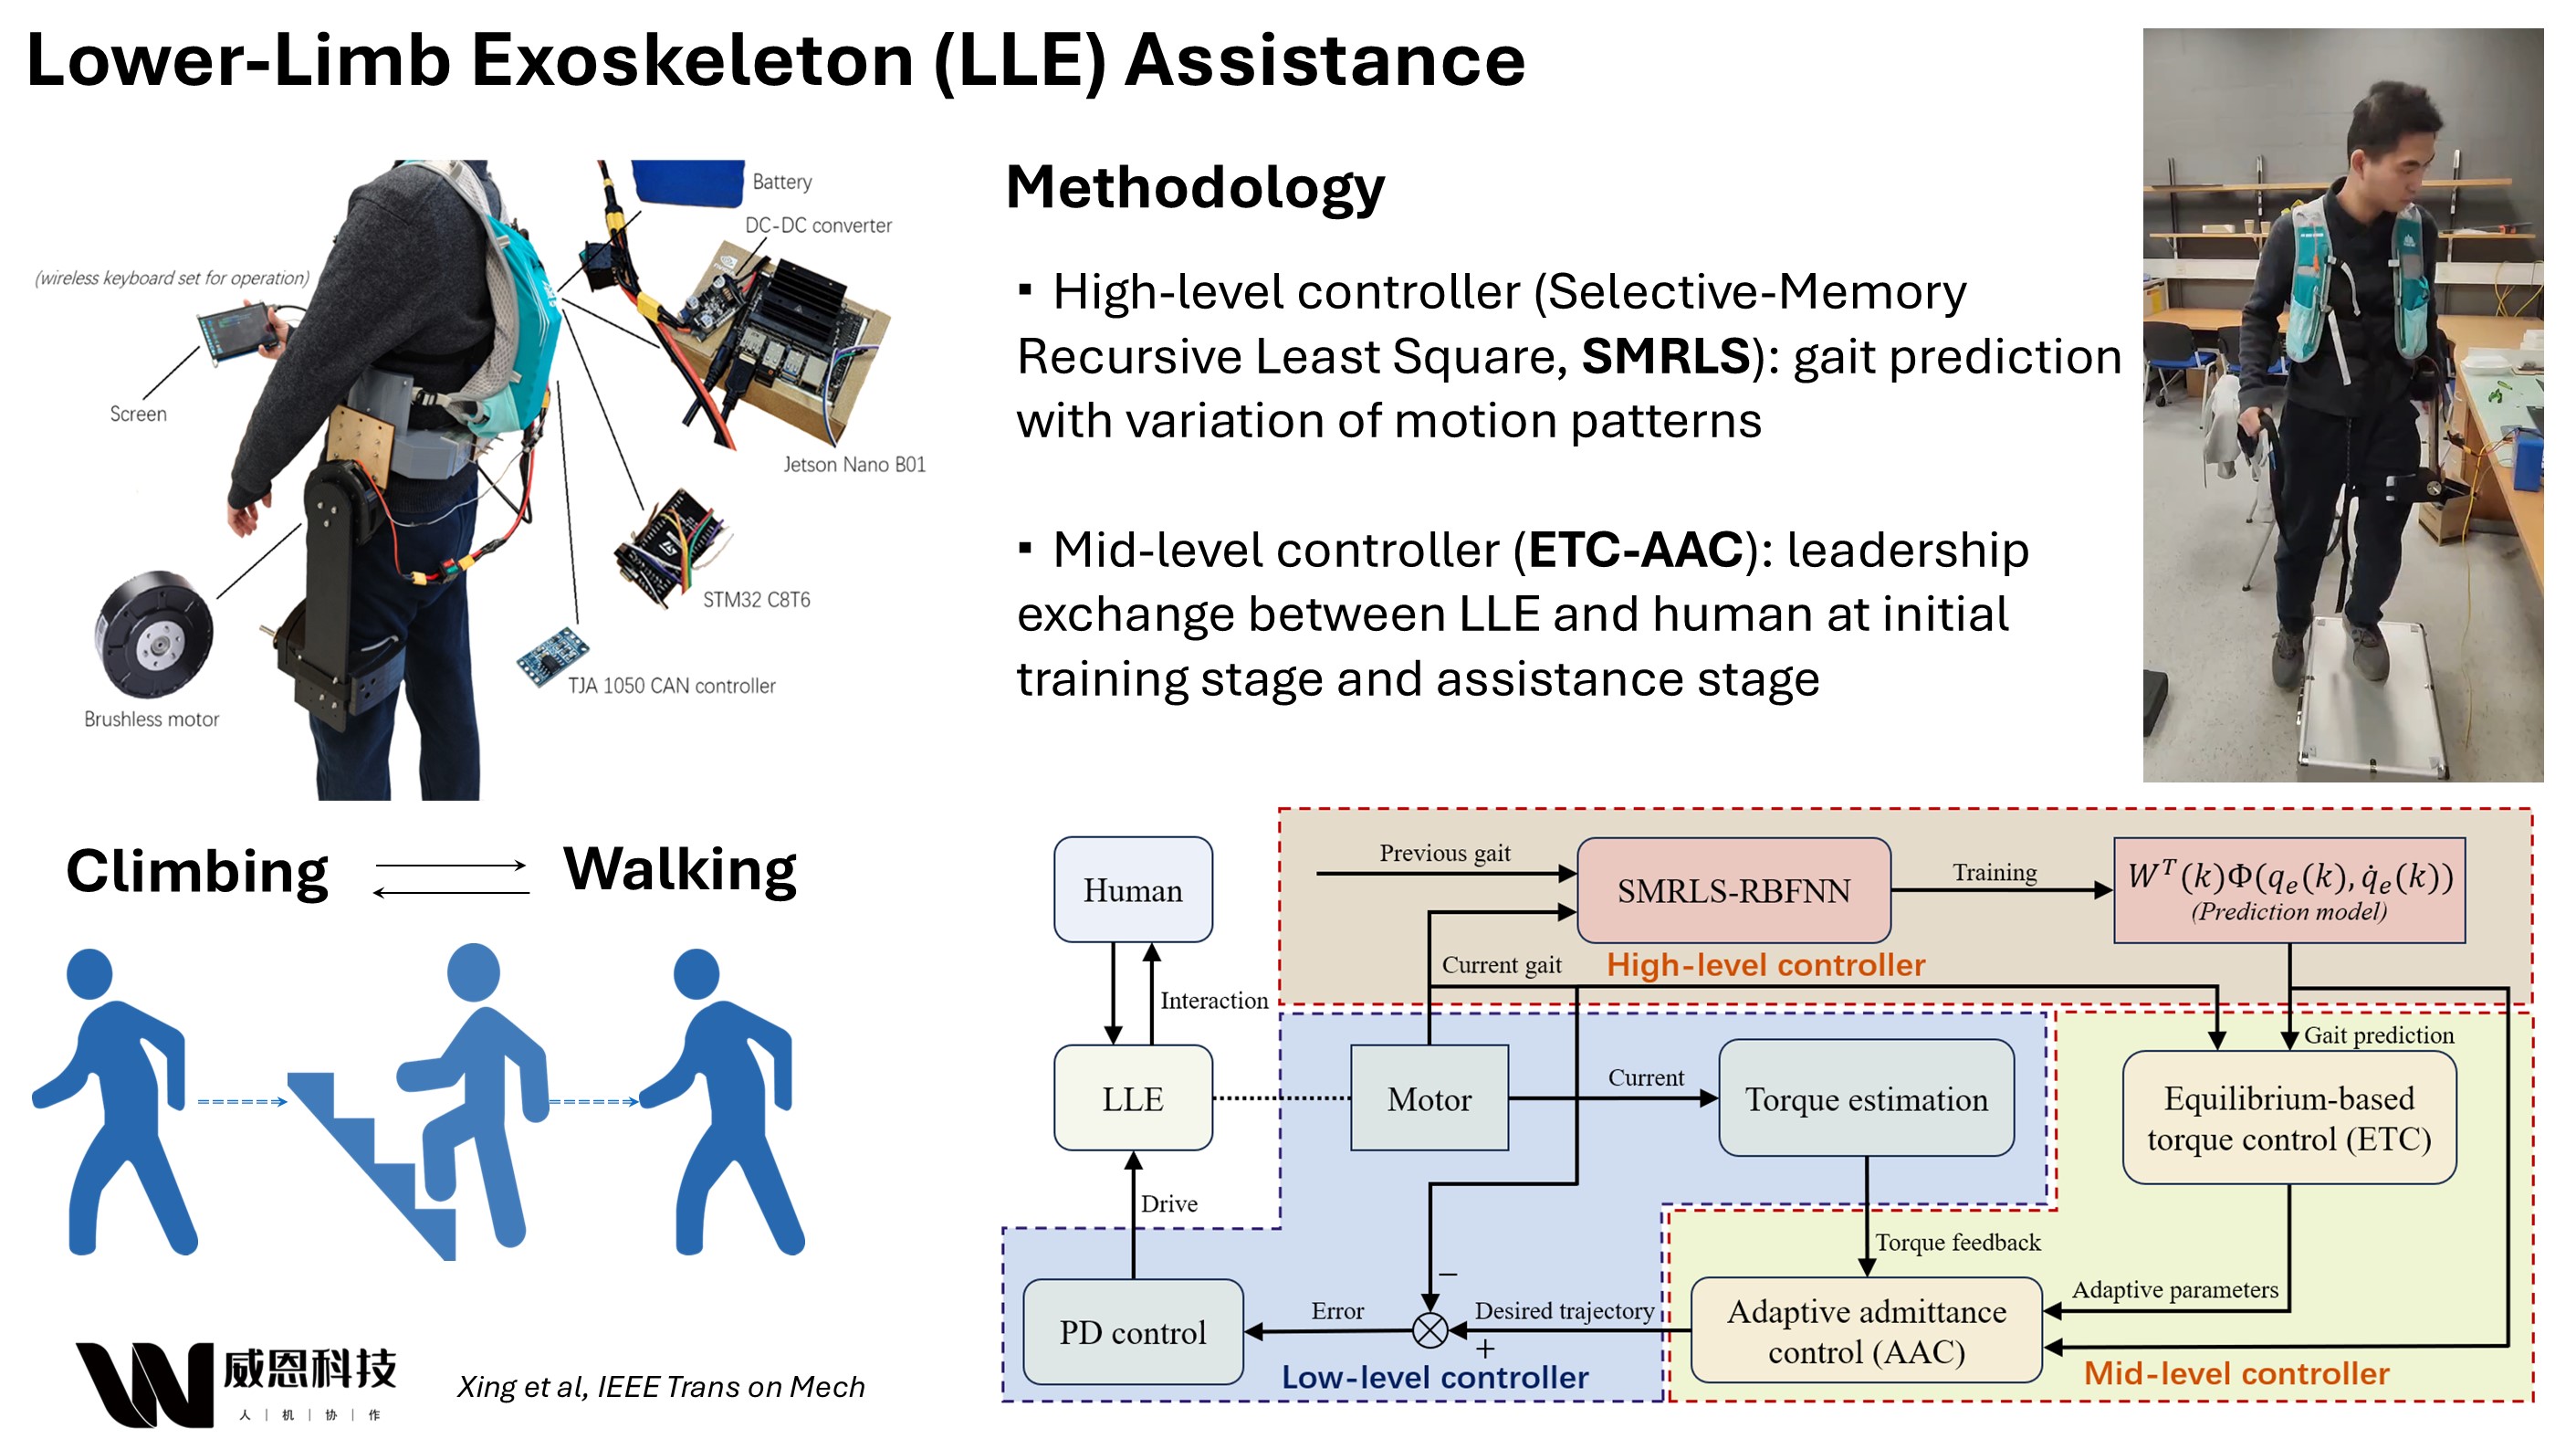 Lower-Limb Exoskeleton (LLE) Assistance
Battery
DC-DC converter
(wireless keyboard set for operation)
Screen
Jetson Nano B01
STM32 C8T6
TJA 1050 CAN controller
Brushless motor
Methodology
▪ High-level controller (Selective-Memory
Recursive Least Square, SMRLS): gait prediction
with variation of motion patterns
▪ Mid-level controller (ETC-AAC): leadership
exchange between LLE and human at initial
training stage and assistance stage
Climbing
Walking
威恩科技
人 | 机 | 协 | 作
Xing et al, IEEE Trans on Mech
Human
Interaction
LLE
Drive
PD control
Previous gait
SMRLS-RBFNN
Training
W^T(k)Φ(q_e(k), q̇_e(k))
(Prediction model)
Current gait
High-level controller
Gait prediction
Motor
Current
Torque estimation
Equilibrium-based
torque control (ETC)
Torque feedback
Adaptive parameters
−
Error
Desired trajectory
+
Adaptive admittance
control (AAC)
Low-level controller
Mid-level controller